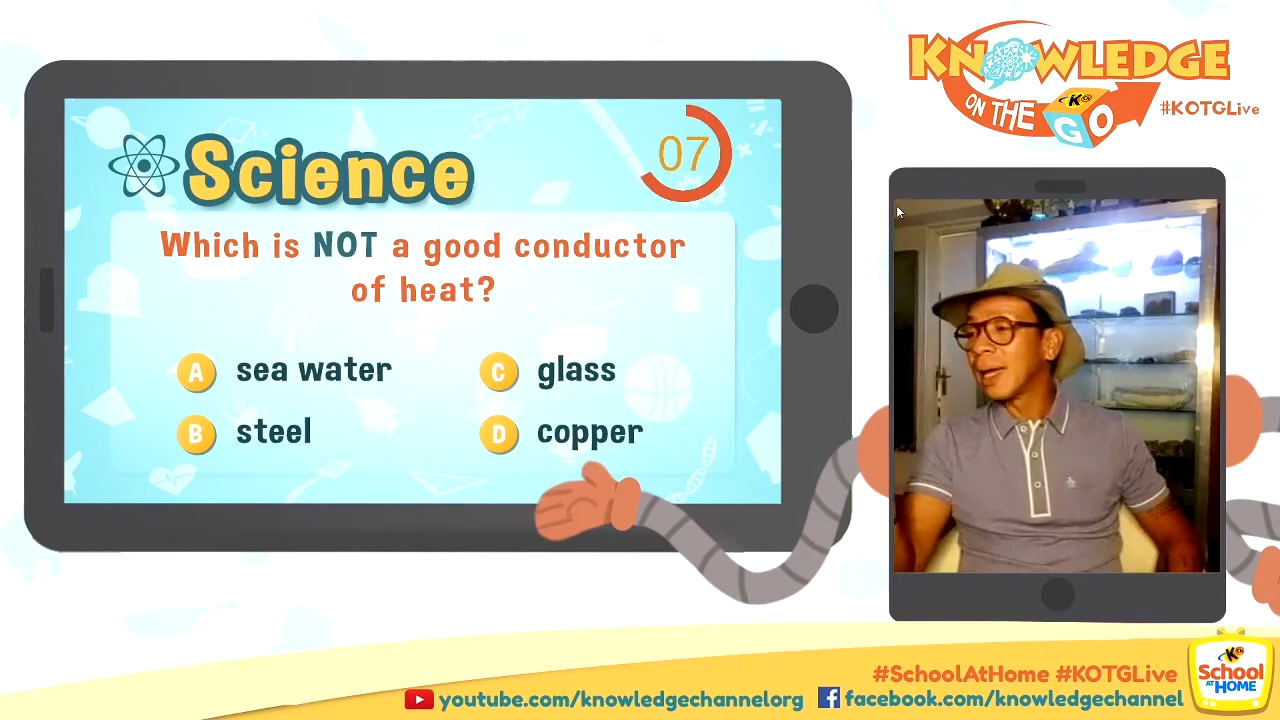 KNOWLEDGE
ON THE GO
#KOTGLive
Science
07
Which is NOT a good conductor
of heat?
A sea water
B steel
C glass
D copper
#SchoolAtHome #KOTGLive
youtube.com/knowledgechannelorg
facebook.com/knowledgechannel
School
AT HOME